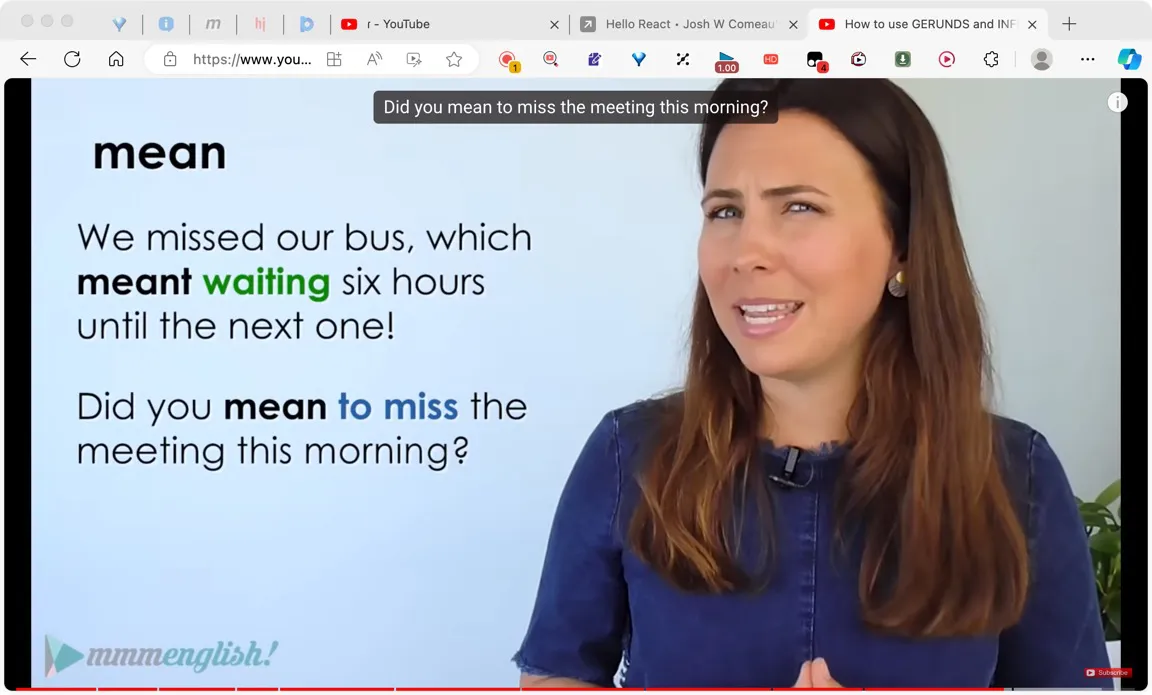 r - YouTube
Hello React • Josh W Comeau'
How to use GERUNDS and INF
https://www.you...
1
1.00
HD
4
Did you mean to miss the meeting this morning?
mean
We missed our bus, which
meant waiting six hours
until the next one!
Did you mean to miss the
meeting this morning?
mmmenglish!
Subscribe